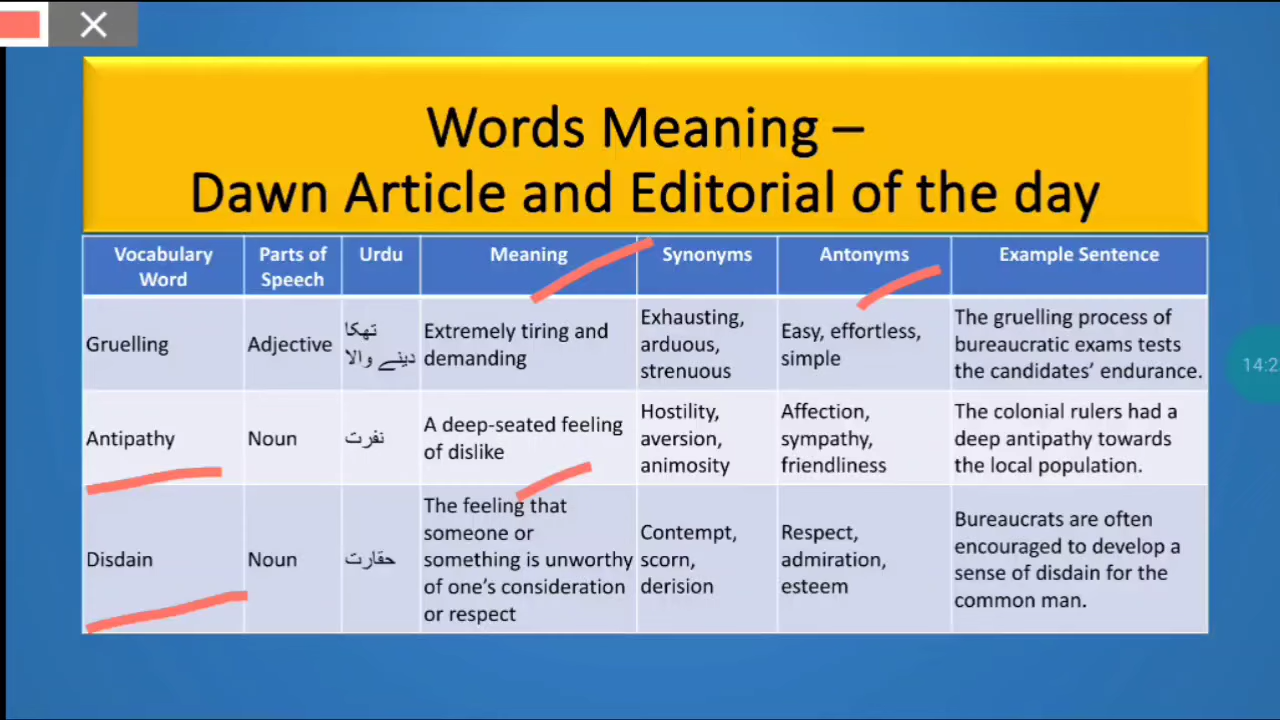 Words Meaning –
Dawn Article and Editorial of the day
Vocabulary
Word
Parts of
Speech
Urdu
Meaning
Synonyms
Antonyms
Example Sentence
Gruelling
Adjective
تھکا
دینے والا
Extremely tiring and
demanding
Exhausting,
arduous,
strenuous
Easy, effortless,
simple
The gruelling process of
bureaucratic exams tests
the candidates’ endurance.
Antipathy
Noun
نفرت
A deep-seated feeling
of dislike
Hostility,
aversion,
animosity
Affection,
sympathy,
friendliness
The colonial rulers had a
deep antipathy towards
the local population.
Disdain
Noun
حقارت
The feeling that
someone or
something is unworthy
of one’s consideration
or respect
Contempt,
scorn,
derision
Respect,
admiration,
esteem
Bureaucrats are often
encouraged to develop a
sense of disdain for the
common man.